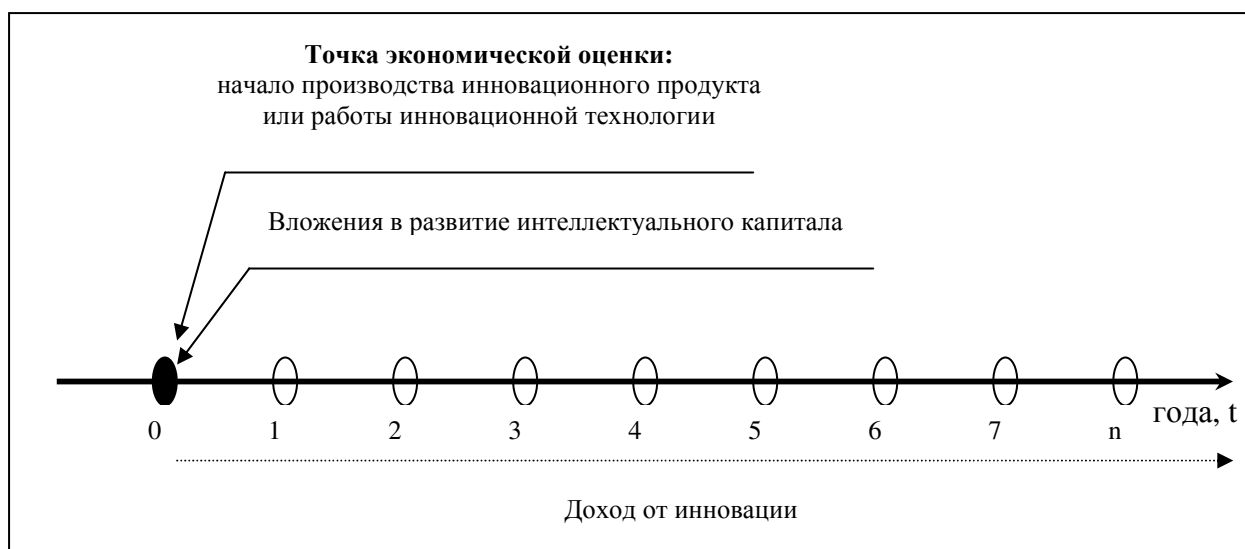 Точка экономической оценки:
начало производства инновационного продукта
или работы инновационной технологии
Вложения в развитие интеллектуального капитала
0 1 2 3 4 5 6 7 n
года, t
Доход от инновации